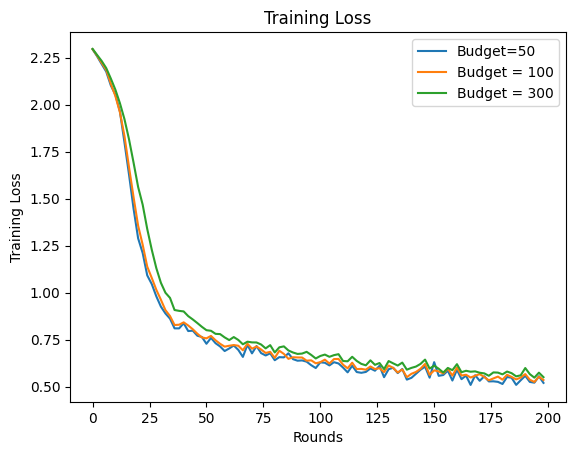 Training Loss
Training Loss
2.25
2.00
1.75
1.50
1.25
1.00
0.75
0.50
Budget=50
Budget = 100
Budget = 300
0 25 50 75 100 125 150 175 200
Rounds